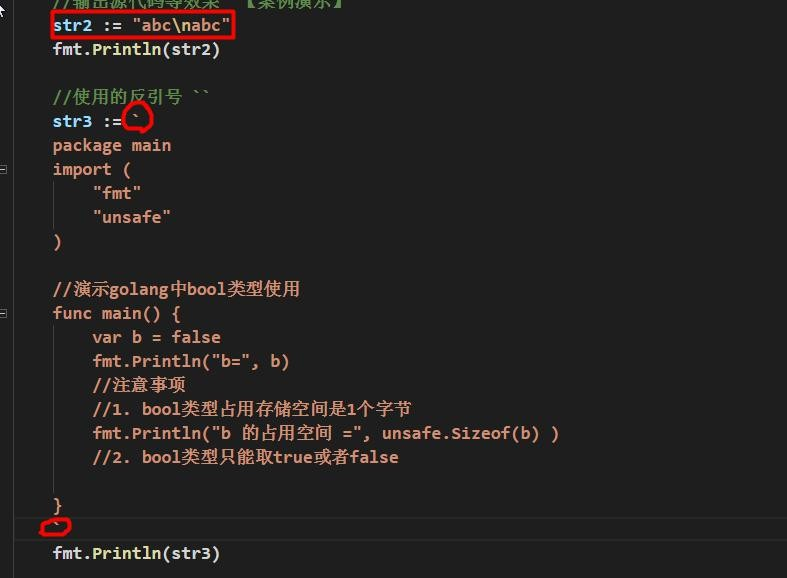 //输出源代码等效果 【案例演示】
str2 := "abc\nabc"
fmt.Println(str2)
//使用的反引号 ``
str3 := `
package main
import (
"fmt"
"unsafe"
)
//演示golang中bool类型使用
func main() {
var b = false
fmt.Println("b=", b)
//注意事项
//1. bool类型占用存储空间是1个字节
fmt.Println("b 的占用空间 =", unsafe.Sizeof(b) )
//2. bool类型只能取true或者false
}
`
fmt.Println(str3)